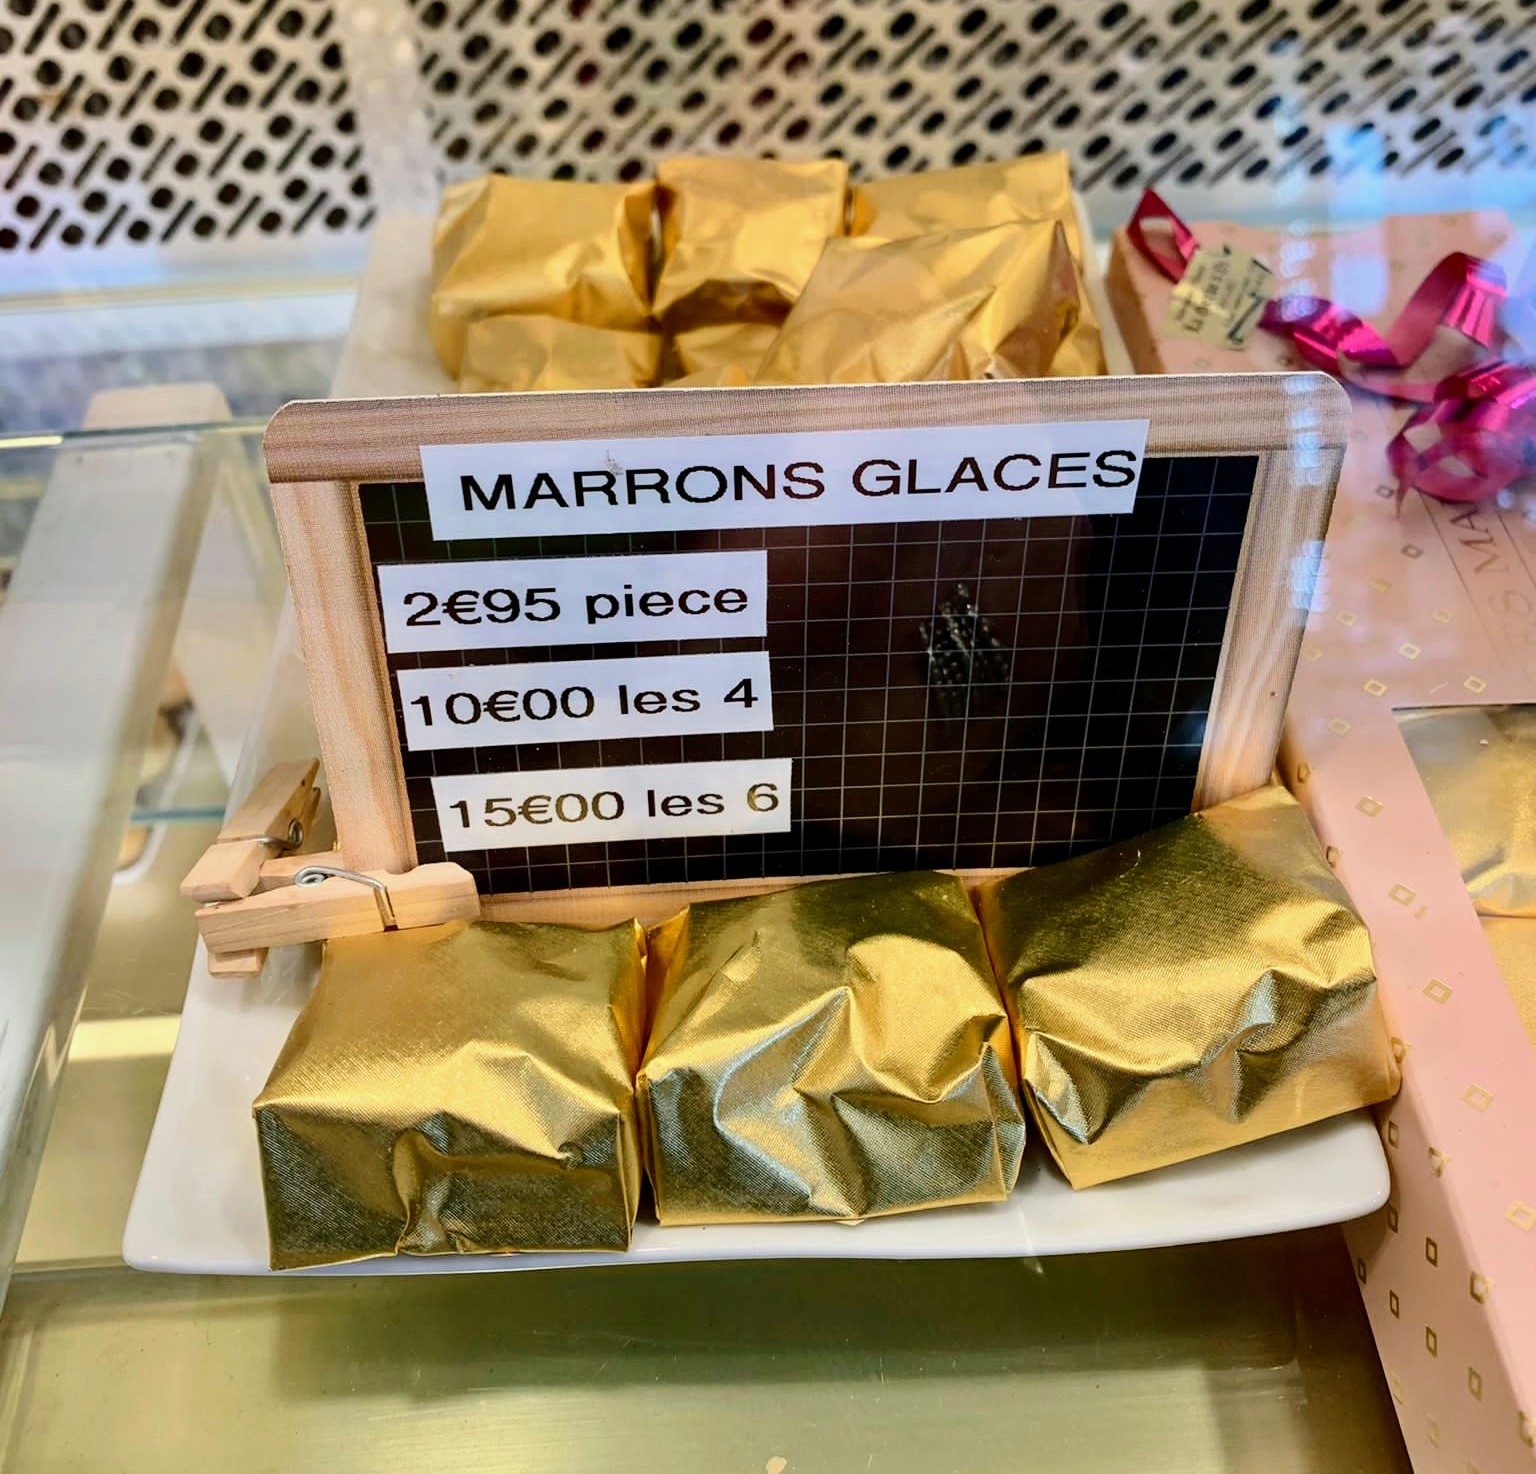 MARRONS GLACES
2€95 piece
10€00 les 4
15€00 les 6